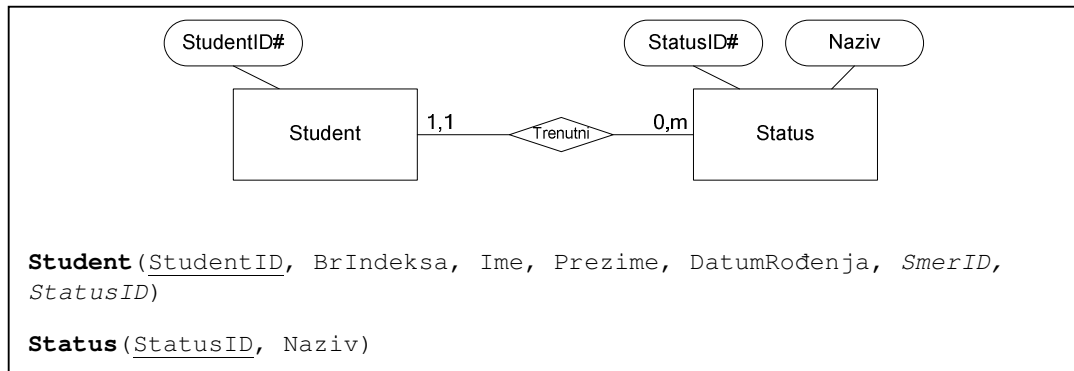 StudentID#
StatusID#
Naziv
Student
1,1
Trenutni
0,m
Status
Student(StudentID, BrIndeksa, Ime, Prezime, DatumRođenja, SmerID,
StatusID)
Status(StatusID, Naziv)